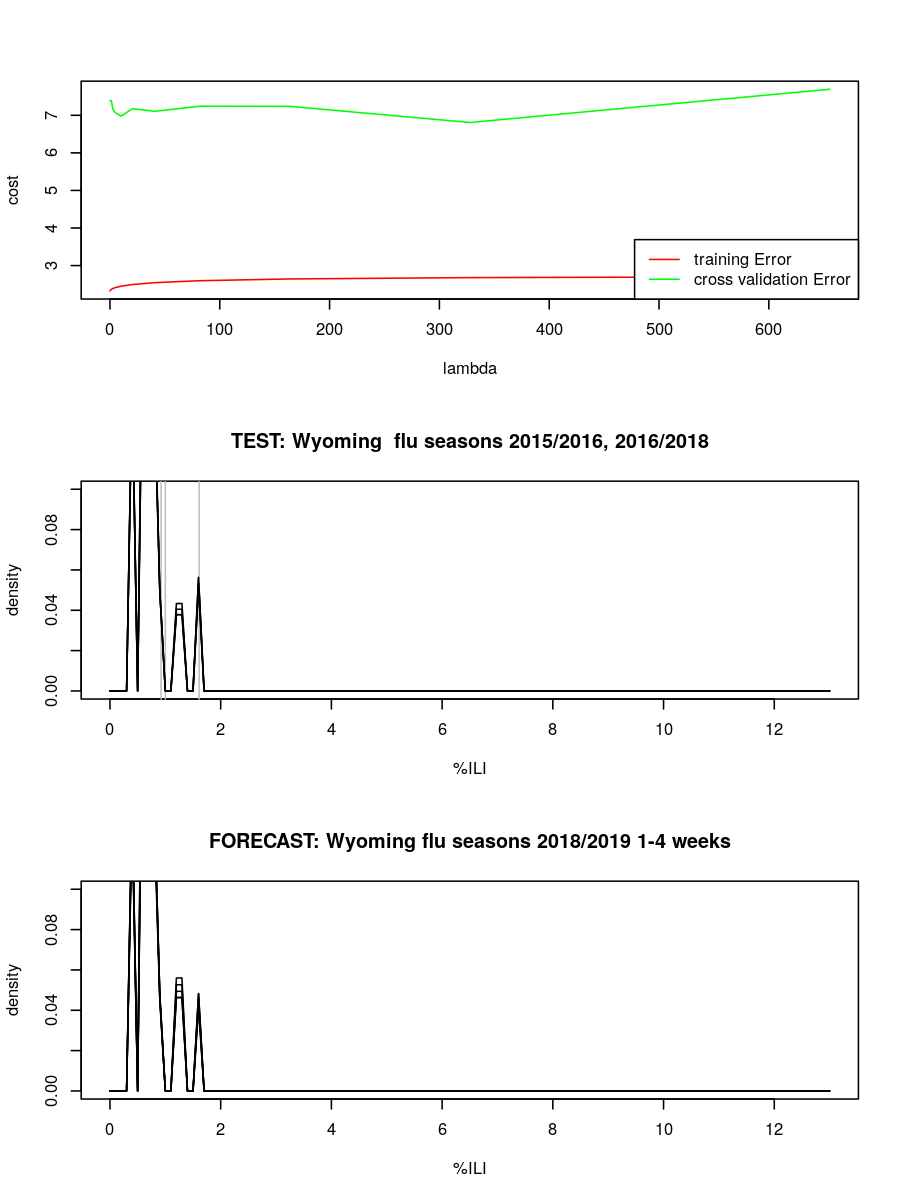 7
6
5
4
3
cost
training Error
cross validation Error
0 100 200 300 400 500 600
lambda
TEST: Wyoming  flu seasons 2015/2016, 2016/2018
0.08
0.04
0.00
density
0 2 4 6 8 10 12
%ILI
FORECAST: Wyoming flu seasons 2018/2019 1-4 weeks
0.08
0.04
0.00
density
0 2 4 6 8 10 12
%ILI